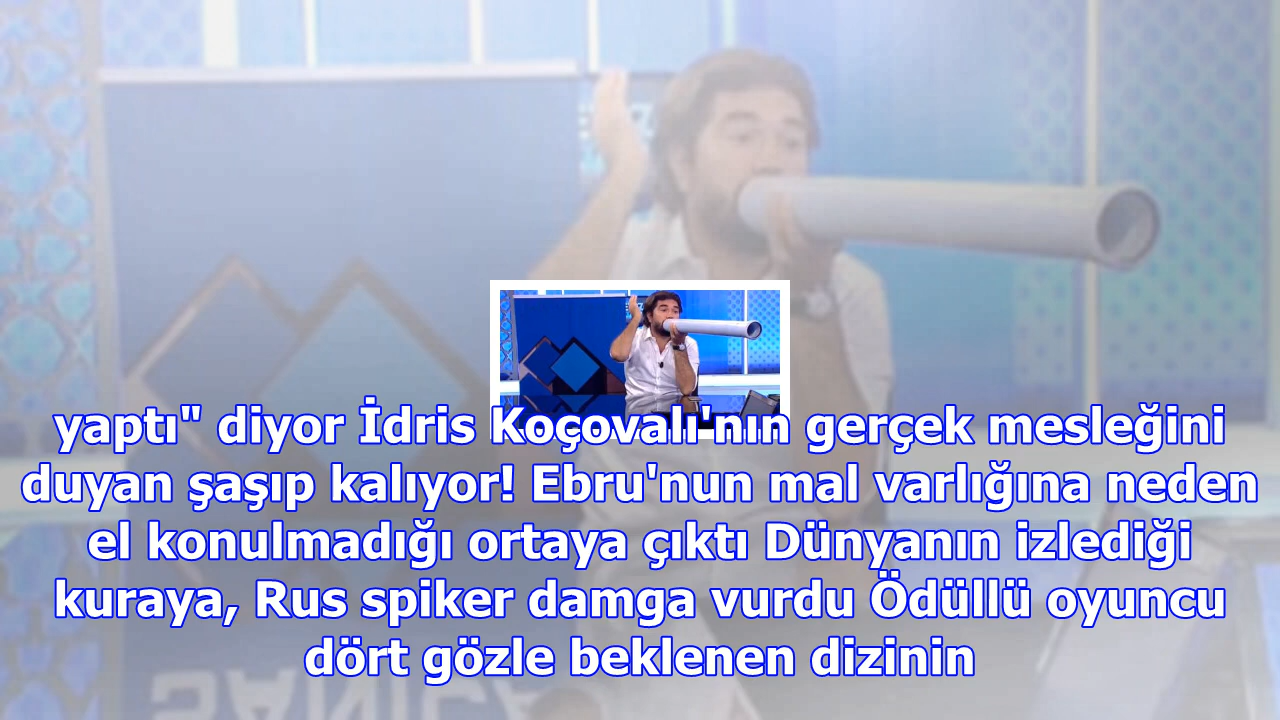 yaptı" diyor İdris Koçovalı'nın gerçek mesleğini
duyan şaşıp kalıyor! Ebru'nun mal varlığına neden
el konulmadığı ortaya çıktı Dünyanın izlediği
kuraya, Rus spiker damga vurdu Ödüllü oyuncu
dört gözle beklenen dizinin